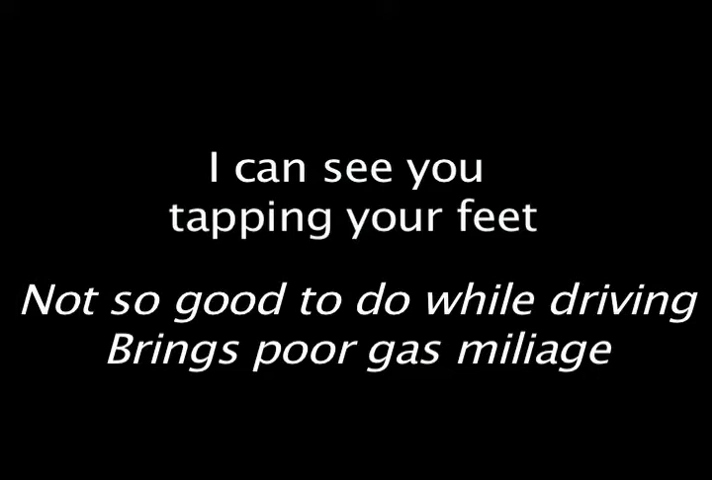 I can see you
tapping your feet
Not so good to do while driving
Brings poor gas miliage